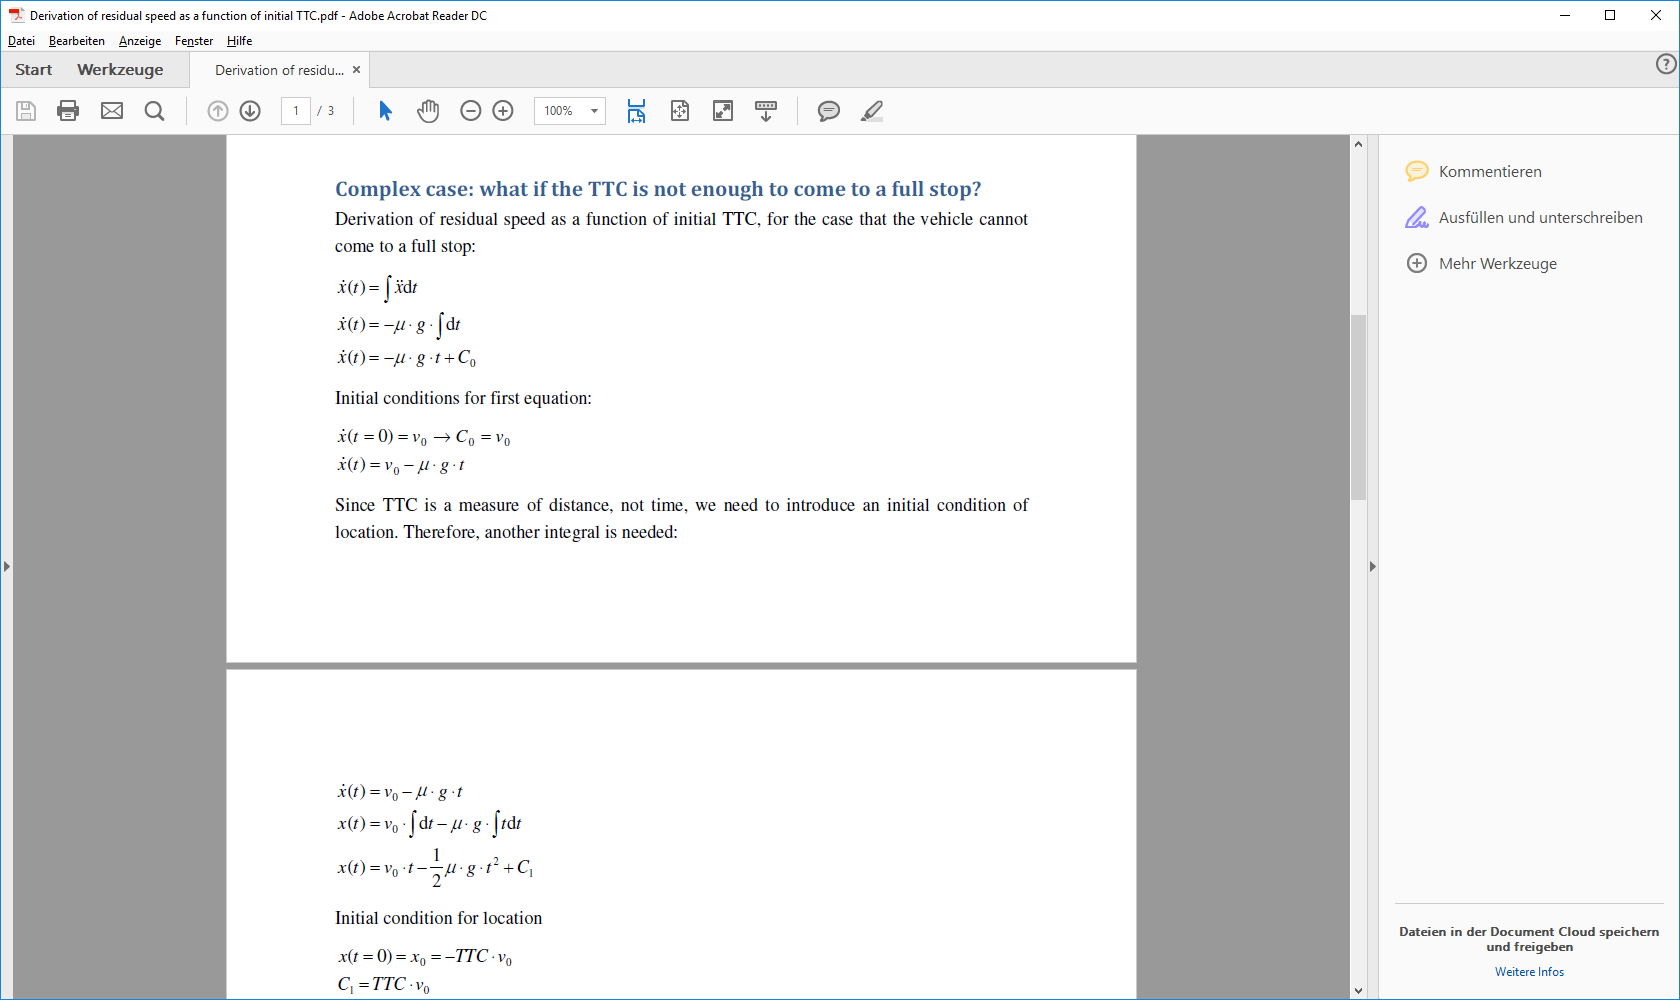 Derivation of residual speed as a function of initial TTC.pdf - Adobe Acrobat Reader DC
Datei Bearbeiten Anzeige Fenster Hilfe
Start Werkzeuge Derivation of residu... ×
1 / 3 100%
Complex case: what if the TTC is not enough to come to a full stop?
Derivation of residual speed as a function of initial TTC, for the case that the vehicle cannot
come to a full stop:
ẋ(t) = ∫ ẍdt
ẋ(t) = −μ · g · ∫ dt
ẋ(t) = −μ · g · t + C₀
Initial conditions for first equation:
ẋ(t = 0) = v₀ → C₀ = v₀
ẋ(t) = v₀ − μ · g · t
Since TTC is a measure of distance, not time, we need to introduce an initial condition of
location. Therefore, another integral is needed:
ẋ(t) = v₀ − μ · g · t
x(t) = v₀ · ∫ dt − μ · g · ∫ tdt
x(t) = v₀ · t − 1/2 μ · g · t² + C₁
Initial condition for location
x(t = 0) = x₀ = −TTC · v₀
C₁ = TTC · v₀
Kommentieren
Ausfüllen und unterschreiben
Mehr Werkzeuge
Dateien in der Document Cloud speichern
und freigeben
Weitere Infos